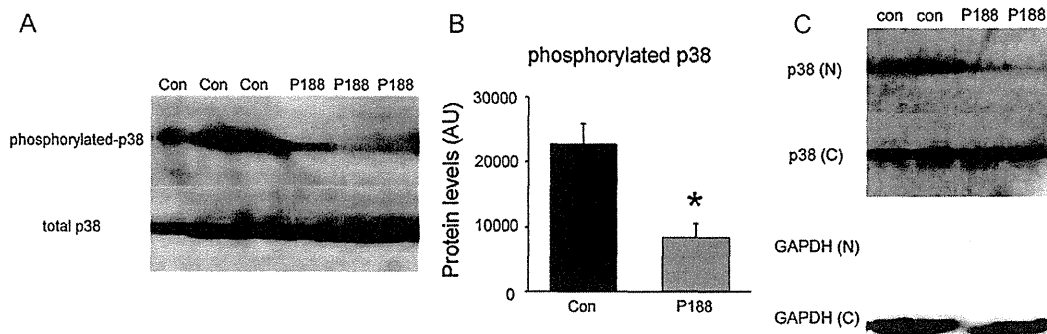 A
Con Con Con P188 P188 P188
phosphorylated-p38
total p38
B
phosphorylated p38
Protein levels (AU)
30000
20000
10000
0
*
Con P188
C
con con P188 P188
p38 (N)
p38 (C)
GAPDH (N)
GAPDH (C)